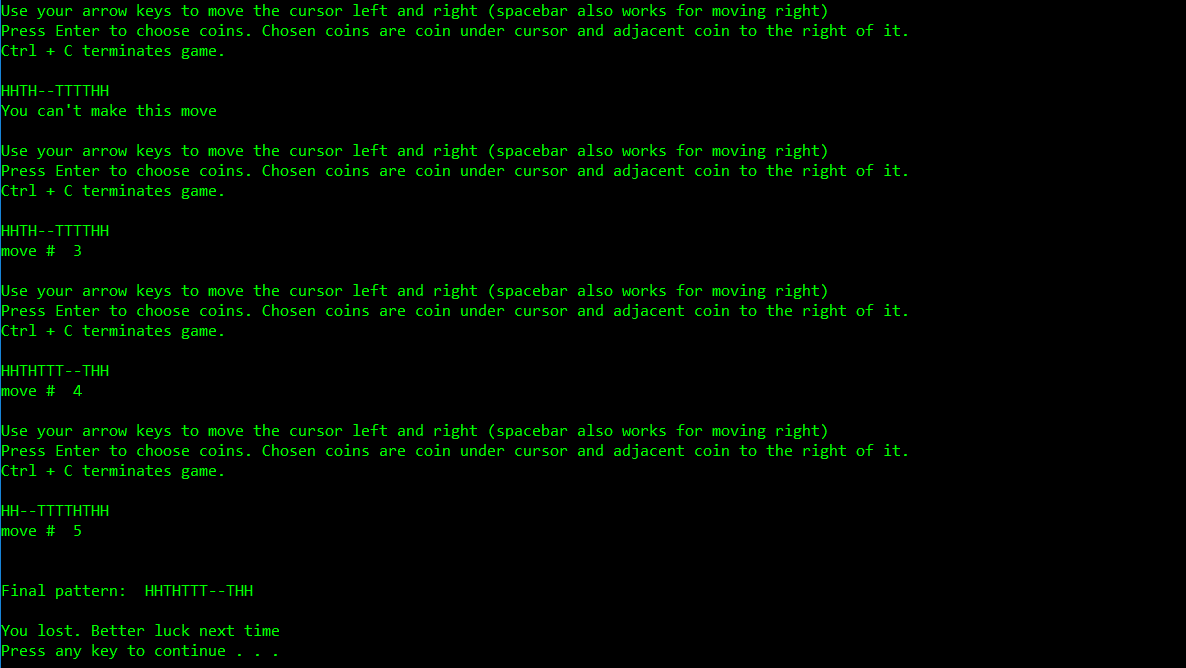 Use your arrow keys to move the cursor left and right (spacebar also works for moving right)
Press Enter to choose coins. Chosen coins are coin under cursor and adjacent coin to the right of it.
Ctrl + C terminates game.
HHTH--TTTTHH
You can't make this move
Use your arrow keys to move the cursor left and right (spacebar also works for moving right)
Press Enter to choose coins. Chosen coins are coin under cursor and adjacent coin to the right of it.
Ctrl + C terminates game.
HHTH--TTTTHH
move #  3
Use your arrow keys to move the cursor left and right (spacebar also works for moving right)
Press Enter to choose coins. Chosen coins are coin under cursor and adjacent coin to the right of it.
Ctrl + C terminates game.
HHTHTTT--THH
move #  4
Use your arrow keys to move the cursor left and right (spacebar also works for moving right)
Press Enter to choose coins. Chosen coins are coin under cursor and adjacent coin to the right of it.
Ctrl + C terminates game.
HH--TTTTHTHH
move #  5
Final pattern:  HHTHTTT--THH
You lost. Better luck next time
Press any key to continue . . .